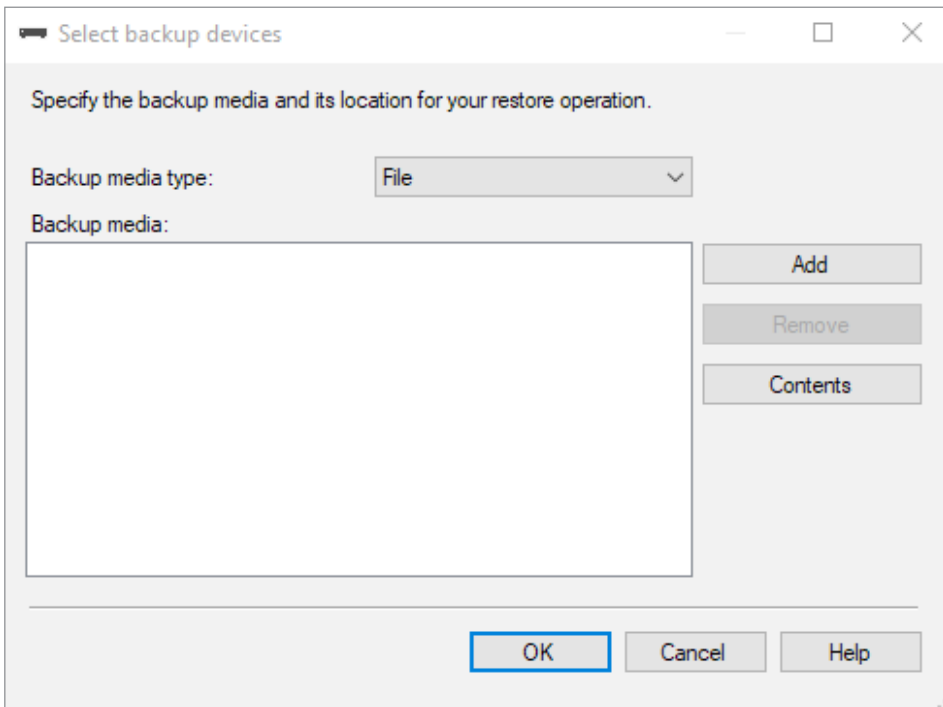 Select backup devices
Specify the backup media and its location for your restore operation.
Backup media type:
File
Backup media:
Add
Remove
Contents
OK
Cancel
Help